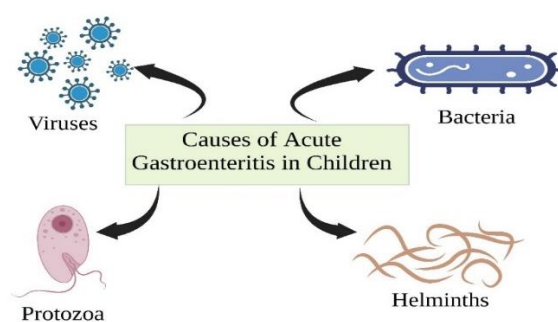 Viruses
Bacteria
Causes of Acute
Gastroenteritis in Children
Protozoa
Helminths